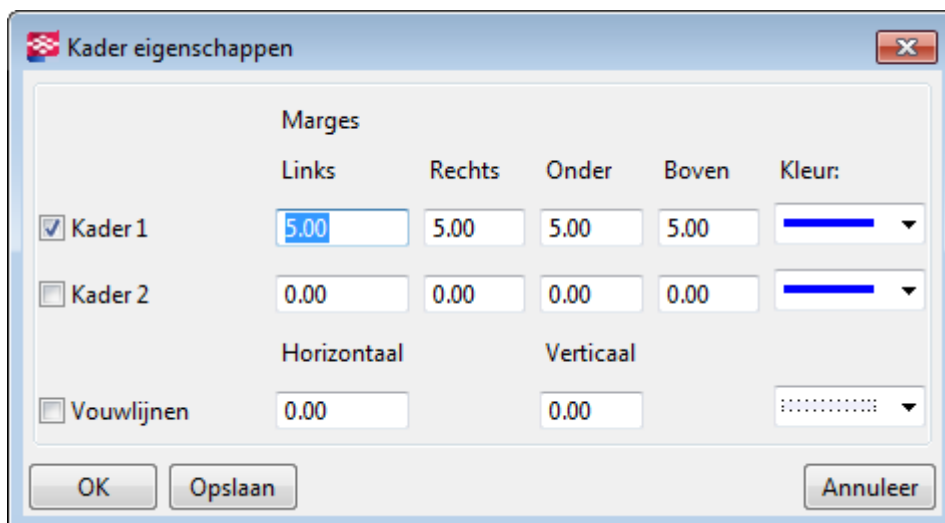 Kader eigenschappen
Marges
Links Rechts Onder Boven Kleur:
Kader 1 5.00 5.00 5.00 5.00
Kader 2 0.00 0.00 0.00 0.00
Horizontaal Verticaal
Vouwlijnen 0.00 0.00
OK Opslaan Annuleer